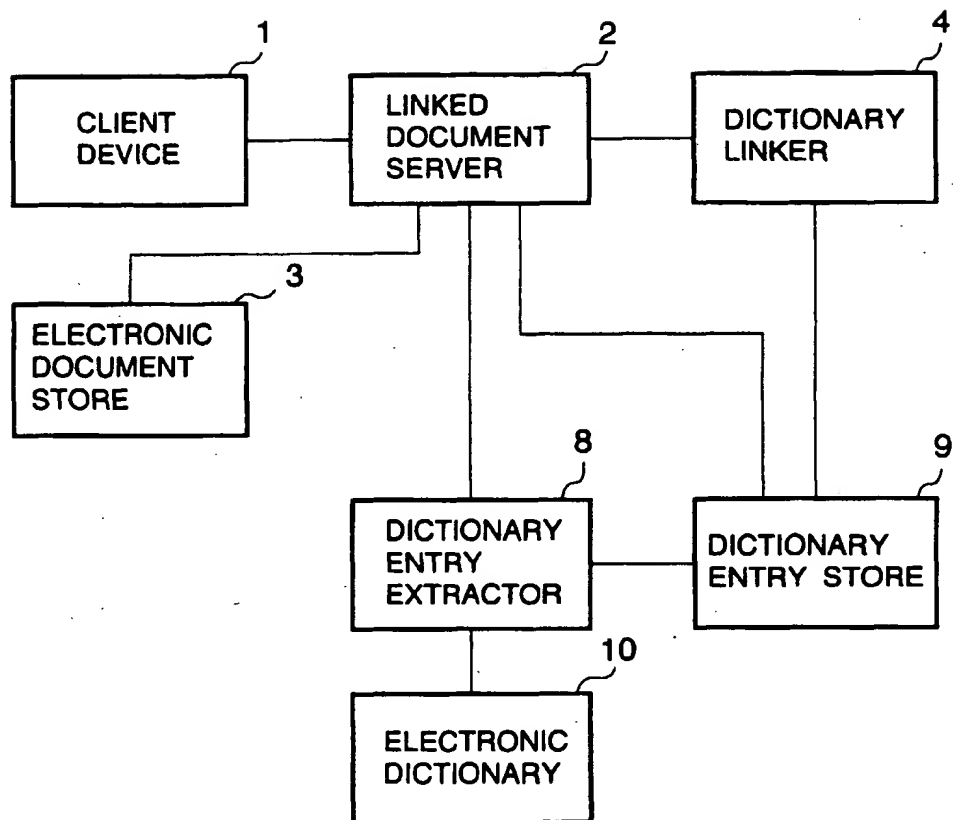 1
CLIENT
DEVICE
2
LINKED
DOCUMENT
SERVER
4
DICTIONARY
LINKER
3
ELECTRONIC
DOCUMENT
STORE
8
DICTIONARY
ENTRY
EXTRACTOR
9
DICTIONARY
ENTRY STORE
10
ELECTRONIC
DICTIONARY